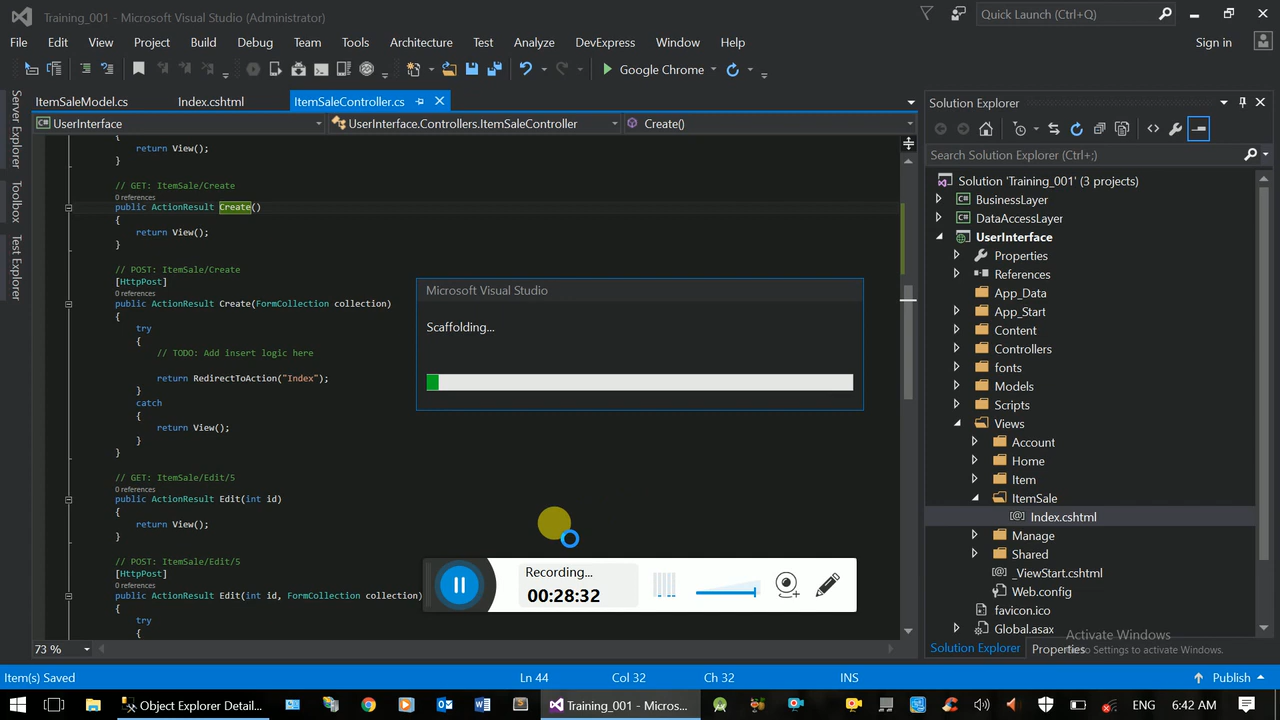 Training_001 - Microsoft Visual Studio (Administrator)
Quick Launch (Ctrl+Q)
File Edit View Project Build Debug Team Tools Architecture Test Analyze DevExpress Window Help
Sign in
Google Chrome
Server Explorer
Toolbox
Test Explorer
ItemSaleModel.cs Index.cshtml ItemSaleController.cs
UserInterface UserInterface.Controllers.ItemSaleController Create()
{
return View();
}
// GET: ItemSale/Create
0 references
public ActionResult Create()
{
return View();
}
// POST: ItemSale/Create
[HttpPost]
0 references
public ActionResult Create(FormCollection collection)
{
try
{
// TODO: Add insert logic here
return RedirectToAction("Index");
}
catch
{
return View();
}
}
// GET: ItemSale/Edit/5
0 references
public ActionResult Edit(int id)
{
return View();
}
// POST: ItemSale/Edit/5
[HttpPost]
0 references
public ActionResult Edit(int id, FormCollection collection)
{
try
{
73 %
Microsoft Visual Studio
Scaffolding...
Recording...
00:28:32
Solution Explorer
Search Solution Explorer (Ctrl+;)
Solution 'Training_001' (3 projects)
BusinessLayer
DataAccessLayer
UserInterface
Properties
References
App_Data
App_Start
Content
Controllers
fonts
Models
Scripts
Views
Account
Home
Item
ItemSale
Index.cshtml
Manage
Shared
_ViewStart.cshtml
Web.config
favicon.ico
Global.asax
Solution Explorer Properties
Activate Windows
Go to Settings to activate Windows.
Item(s) Saved Ln 44 Col 32 Ch 32 INS Publish
Object Explorer Detail...
Training_001 - Micros...
6:42 AM